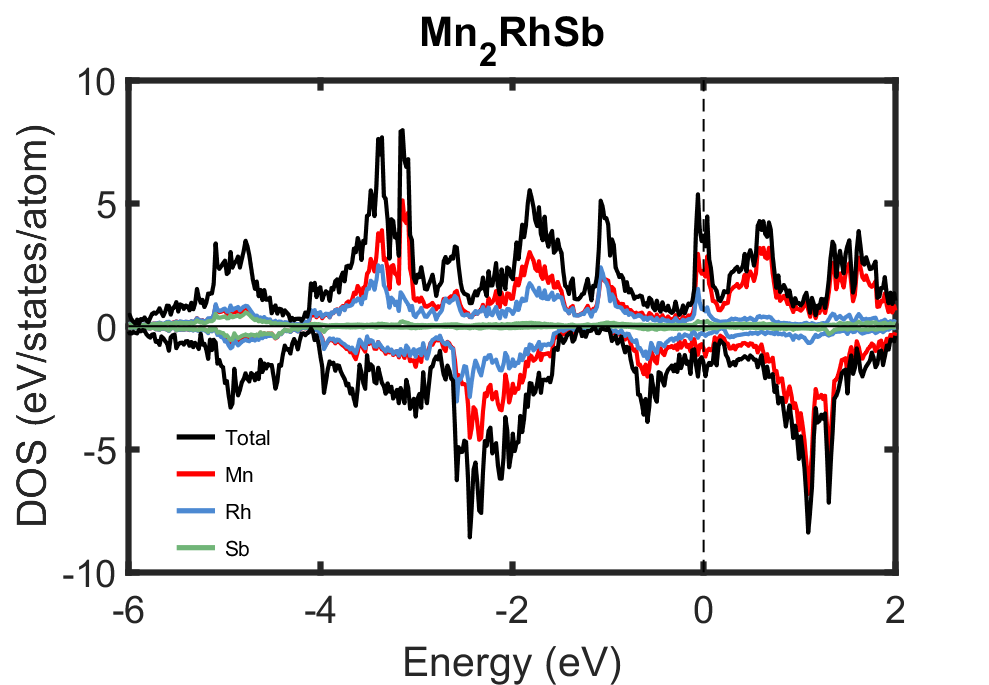 Mn2RhSb
10
5
0
-5
-10
DOS (eV/states/atom)
Total
Mn
Rh
Sb
-6 -4 -2 0 2
Energy (eV)